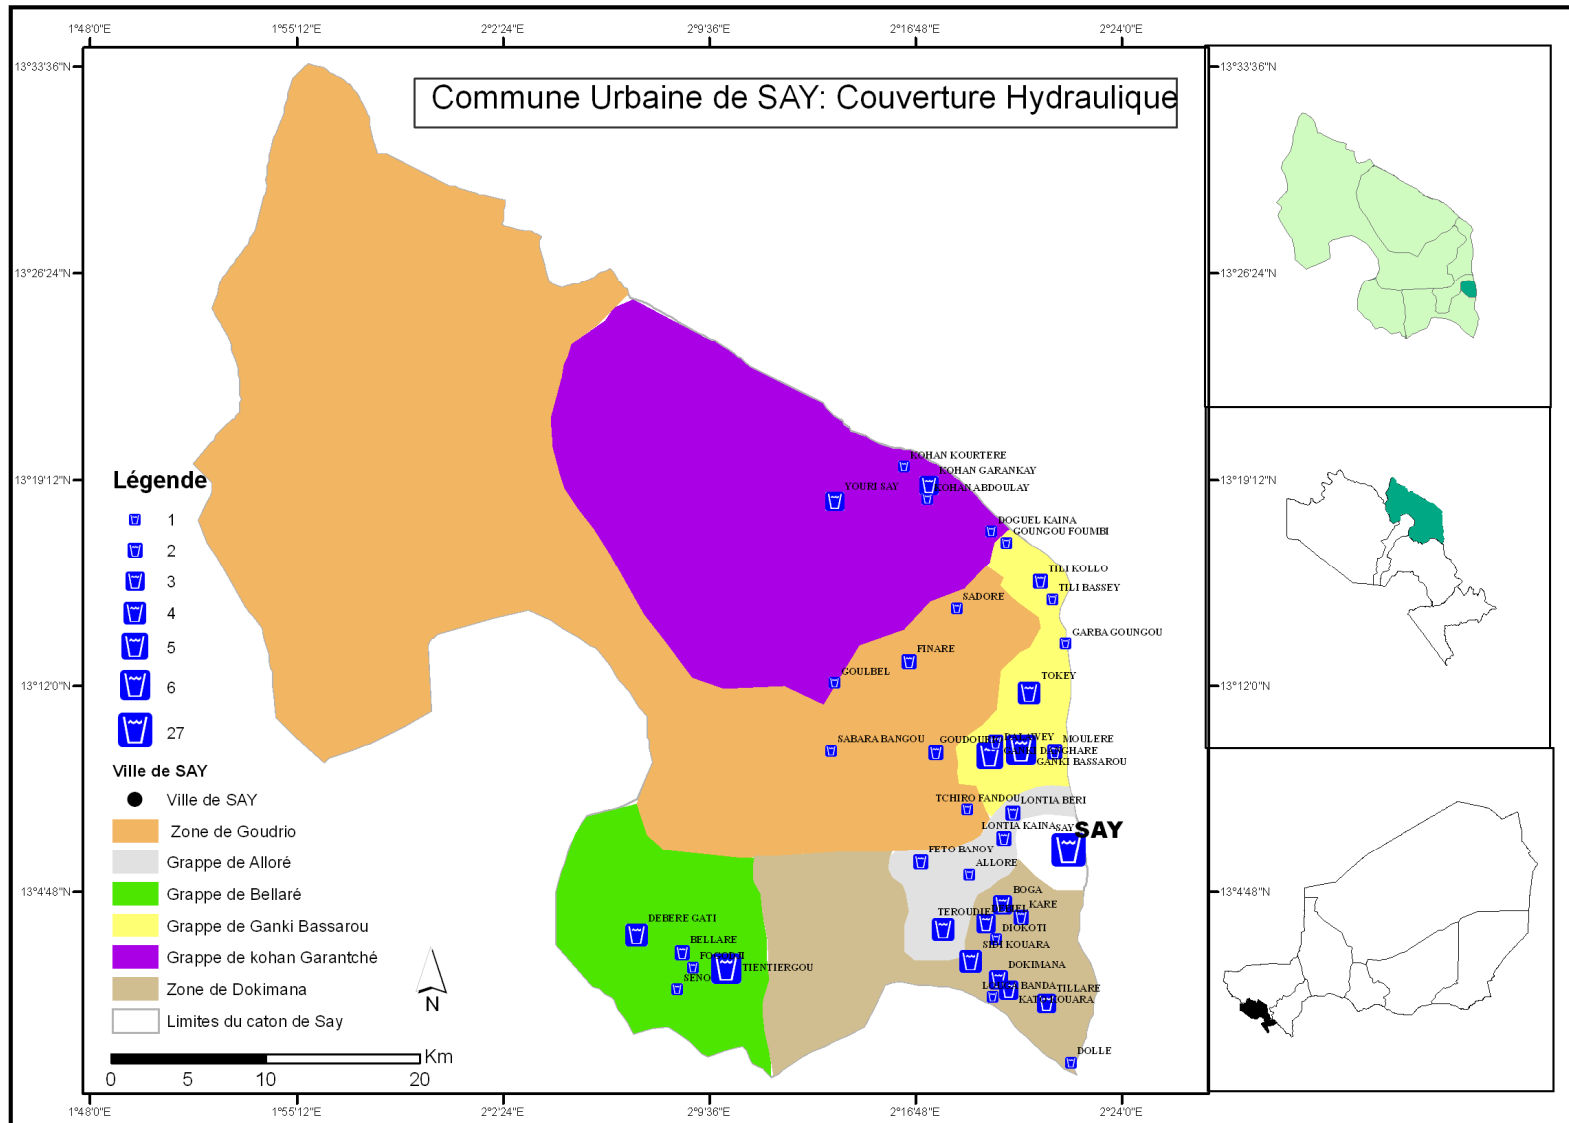 1°48'0"E
1°55'12"E
2°2'24"E
2°9'36"E
2°16'48"E
2°24'0"E
13°33'36"N
13°33'36"N
Commune Urbaine de SAY: Couverture Hydraulique
13°26'24"N
13°26'24"N
KOHAN KOURTERE
KOHAN GARANKAY
13°19'12"N
13°19'12"N
YOURI SAY
KOHAN ABDOULAY
DOGUEL KAINA
GOUNGOU FOUMBI
TILI KOLLO
TILI BASSEY
SADORE
GARBA GOUNGOU
FINARE
GOULBEL
TOKEY
13°12'0"N
13°12'0"N
SABARA BANGOU
MOULERE
GANKI BASSAROU
TCHIRO FANDOU
LONTIA BERI
LONTIA KAINA
SAY
SAY
FETO BANOY
ALLORE
13°4'48"N
13°4'48"N
BOGA
KARE
TEROUDJE
DIOKOTI
SIDI KOUARA
DEBERE GATI
BELLARE
TIENTIERGOU
SENO
DOKIMANA
TILLARE
DOLLE
Légende
1
2
3
4
5
6
27
Ville de SAY
Ville de SAY
Zone de Goudrio
Grappe de Alloré
Grappe de Bellaré
Grappe de Ganki Bassarou
Grappe de kohan Garantché
Zone de Dokimana
Limites du caton de Say
N
Km
0
5
10
20
1°48'0"E
1°55'12"E
2°2'24"E
2°9'36"E
2°16'48"E
2°24'0"E